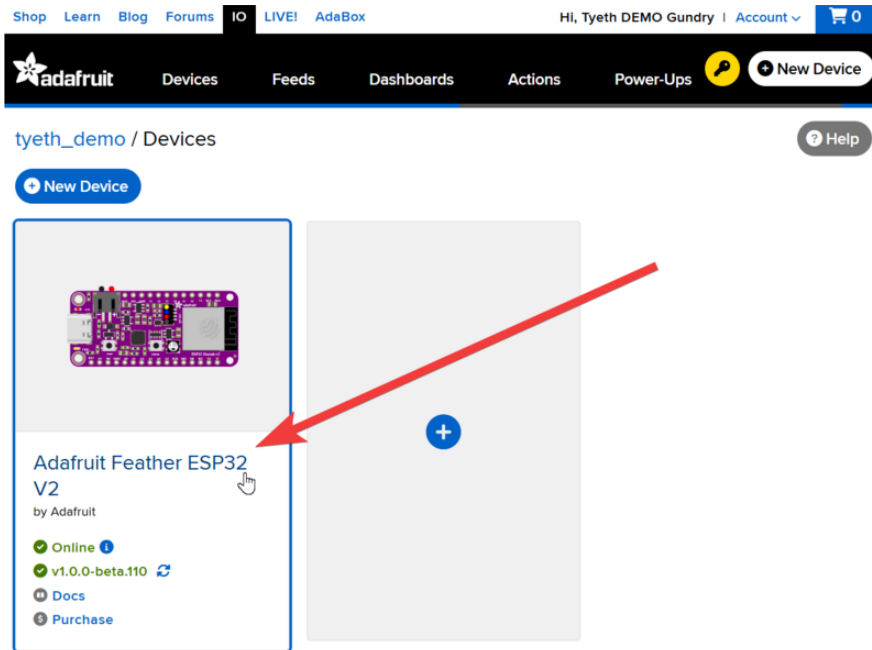 Shop Learn Blog Forums IO LIVE! AdaBox Hi, Tyeth DEMO Gundry | Account 0
adafruit Devices Feeds Dashboards Actions Power-Ups New Device
tyeth_demo / Devices Help
New Device
Adafruit Feather ESP32
V2
by Adafruit
Online
v1.0.0-beta.110
Docs
Purchase